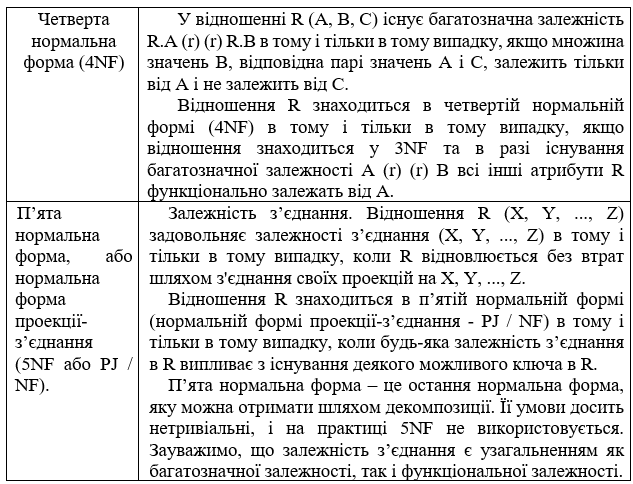 Четверта
нормальна
форма (4NF)
У відношенні R (A, B, C) існує багатозначна залежність
R.A (r) (r) R.B в тому і тільки в тому випадку, якщо множина
значень B, відповідна парі значень A і C, залежить тільки
від A і не залежить від С.
Відношення R знаходиться в четвертій нормальній
формі (4NF) в тому і тільки в тому випадку, якщо
відношення знаходиться у 3NF та в разі існування
багатозначної залежності A (r) (r) B всі інші атрибути R
функціонально залежать від A.
П’ята
нормальна
форма, або
нормальна
форма
проекції-
з’єднання
(5NF або PJ /
NF).
Залежність з’єднання. Відношення R (X, Y, ..., Z)
задовольняє залежності з’єднання (X, Y, ..., Z) в тому і
тільки в тому випадку, коли R відновлюється без втрат
шляхом з'єднання своїх проекцій на X, Y, ..., Z.
Відношення R знаходиться в п’ятій нормальній формі
(нормальній формі проекції-з’єднання - PJ / NF) в тому і
тільки в тому випадку, коли будь-яка залежність з’єднання
в R випливає з існування деякого можливого ключа в R.
П’ята нормальна форма – це остання нормальна форма,
яку можна отримати шляхом декомпозиції. Її умови досить
нетривіальні, і на практиці 5NF не використовується.
Зауважимо, що залежність з’єднання є узагальненням як
багатозначної залежності, так і функціональної залежності.